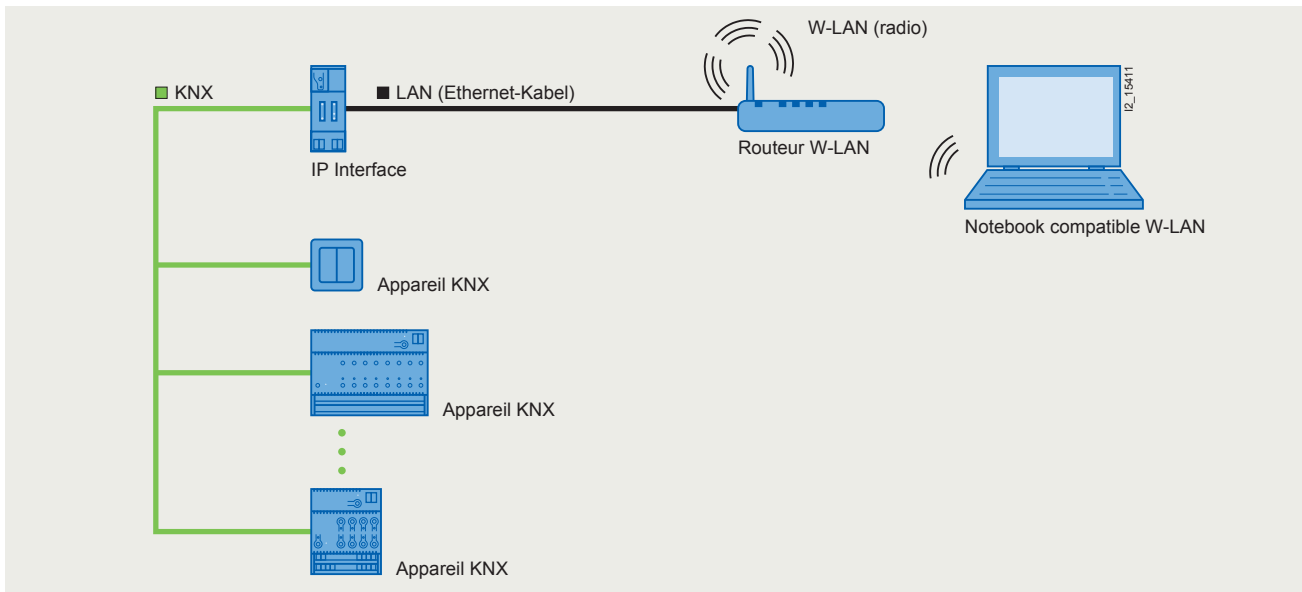 W-LAN (radio)
KNX
LAN (Ethernet-Kabel)
I2_15411
IP Interface
Routeur W-LAN
Notebook compatible W-LAN
Appareil KNX
Appareil KNX
Appareil KNX